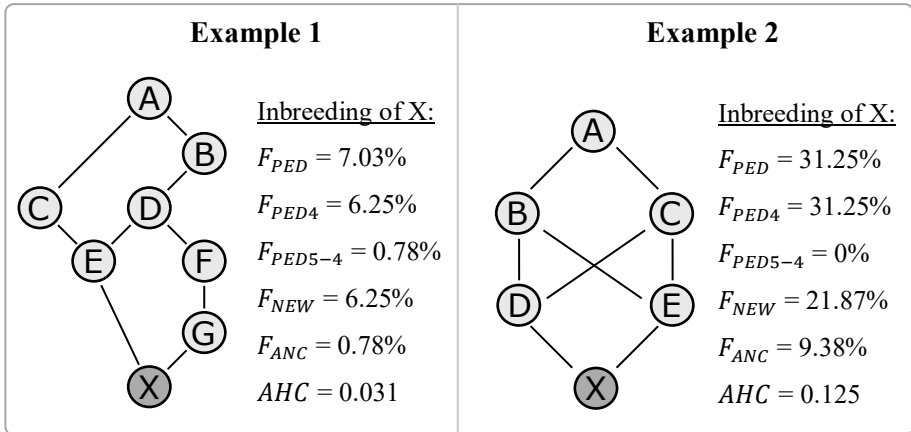 Example 1
A
B
C
D
E
F
G
X
Inbreeding of X:
F_PED = 7.03%
F_PED4 = 6.25%
F_PED5−4 = 0.78%
F_NEW = 6.25%
F_ANC = 0.78%
AHC = 0.031
Example 2
A
B
C
D
E
X
Inbreeding of X:
F_PED = 31.25%
F_PED4 = 31.25%
F_PED5−4 = 0%
F_NEW = 21.87%
F_ANC = 9.38%
AHC = 0.125